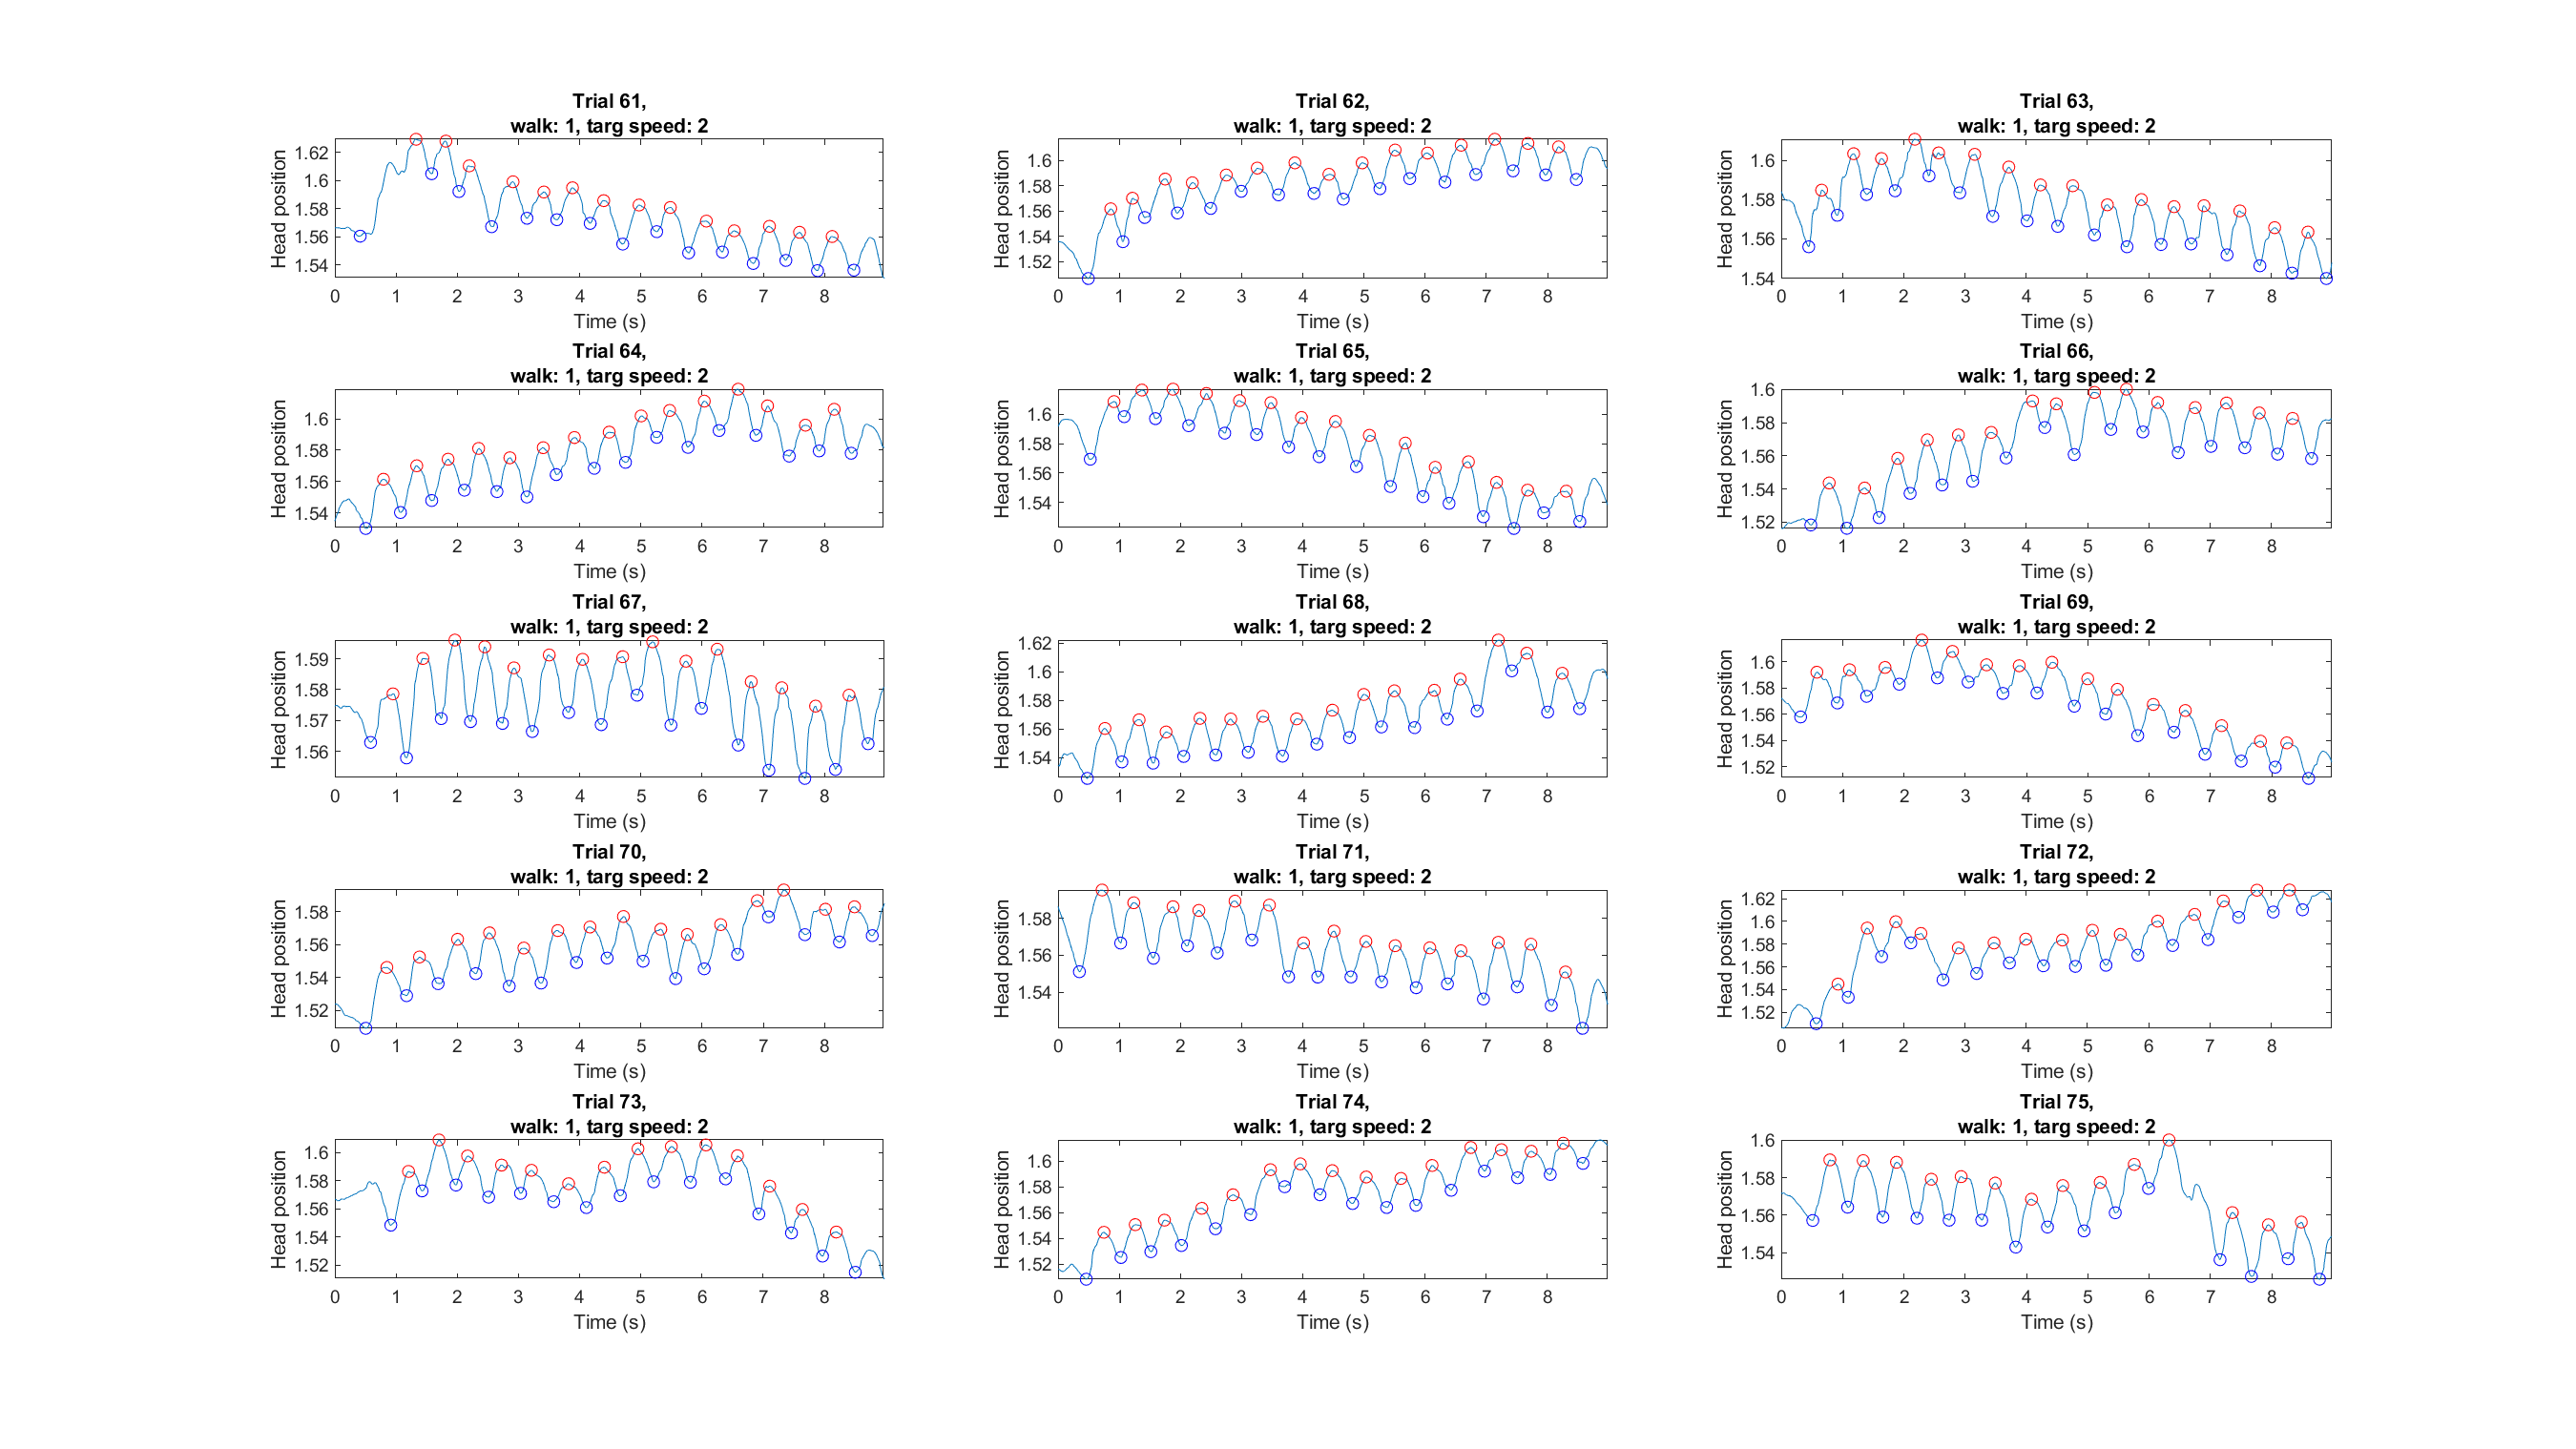 Trial 61,
walk: 1, targ speed: 2
1.62
1.6
1.58
1.56
1.54
Head position
0 1 2 3 4 5 6 7 8
Time (s)
Trial 62,
walk: 1, targ speed: 2
1.6
1.58
1.56
1.54
1.52
Head position
0 1 2 3 4 5 6 7 8
Time (s)
Trial 63,
walk: 1, targ speed: 2
1.6
1.58
1.56
1.54
Head position
0 1 2 3 4 5 6 7 8
Time (s)
Trial 64,
walk: 1, targ speed: 2
1.6
1.58
1.56
1.54
Head position
0 1 2 3 4 5 6 7 8
Time (s)
Trial 65,
walk: 1, targ speed: 2
1.6
1.58
1.56
1.54
Head position
0 1 2 3 4 5 6 7 8
Time (s)
Trial 66,
walk: 1, targ speed: 2
1.6
1.58
1.56
1.54
1.52
Head position
0 1 2 3 4 5 6 7 8
Time (s)
Trial 67,
walk: 1, targ speed: 2
1.59
1.58
1.57
1.56
Head position
0 1 2 3 4 5 6 7 8
Time (s)
Trial 68,
walk: 1, targ speed: 2
1.62
1.6
1.58
1.56
1.54
Head position
0 1 2 3 4 5 6 7 8
Time (s)
Trial 69,
walk: 1, targ speed: 2
1.6
1.58
1.56
1.54
1.52
Head position
0 1 2 3 4 5 6 7 8
Time (s)
Trial 70,
walk: 1, targ speed: 2
1.58
1.56
1.54
1.52
Head position
0 1 2 3 4 5 6 7 8
Time (s)
Trial 71,
walk: 1, targ speed: 2
1.58
1.56
1.54
Head position
0 1 2 3 4 5 6 7 8
Time (s)
Trial 72,
walk: 1, targ speed: 2
1.62
1.6
1.58
1.56
1.54
1.52
Head position
0 1 2 3 4 5 6 7 8
Time (s)
Trial 73,
walk: 1, targ speed: 2
1.6
1.58
1.56
1.54
1.52
Head position
0 1 2 3 4 5 6 7 8
Time (s)
Trial 74,
walk: 1, targ speed: 2
1.6
1.58
1.56
1.54
1.52
Head position
0 1 2 3 4 5 6 7 8
Time (s)
Trial 75,
walk: 1, targ speed: 2
1.6
1.58
1.56
1.54
Head position
0 1 2 3 4 5 6 7 8
Time (s)